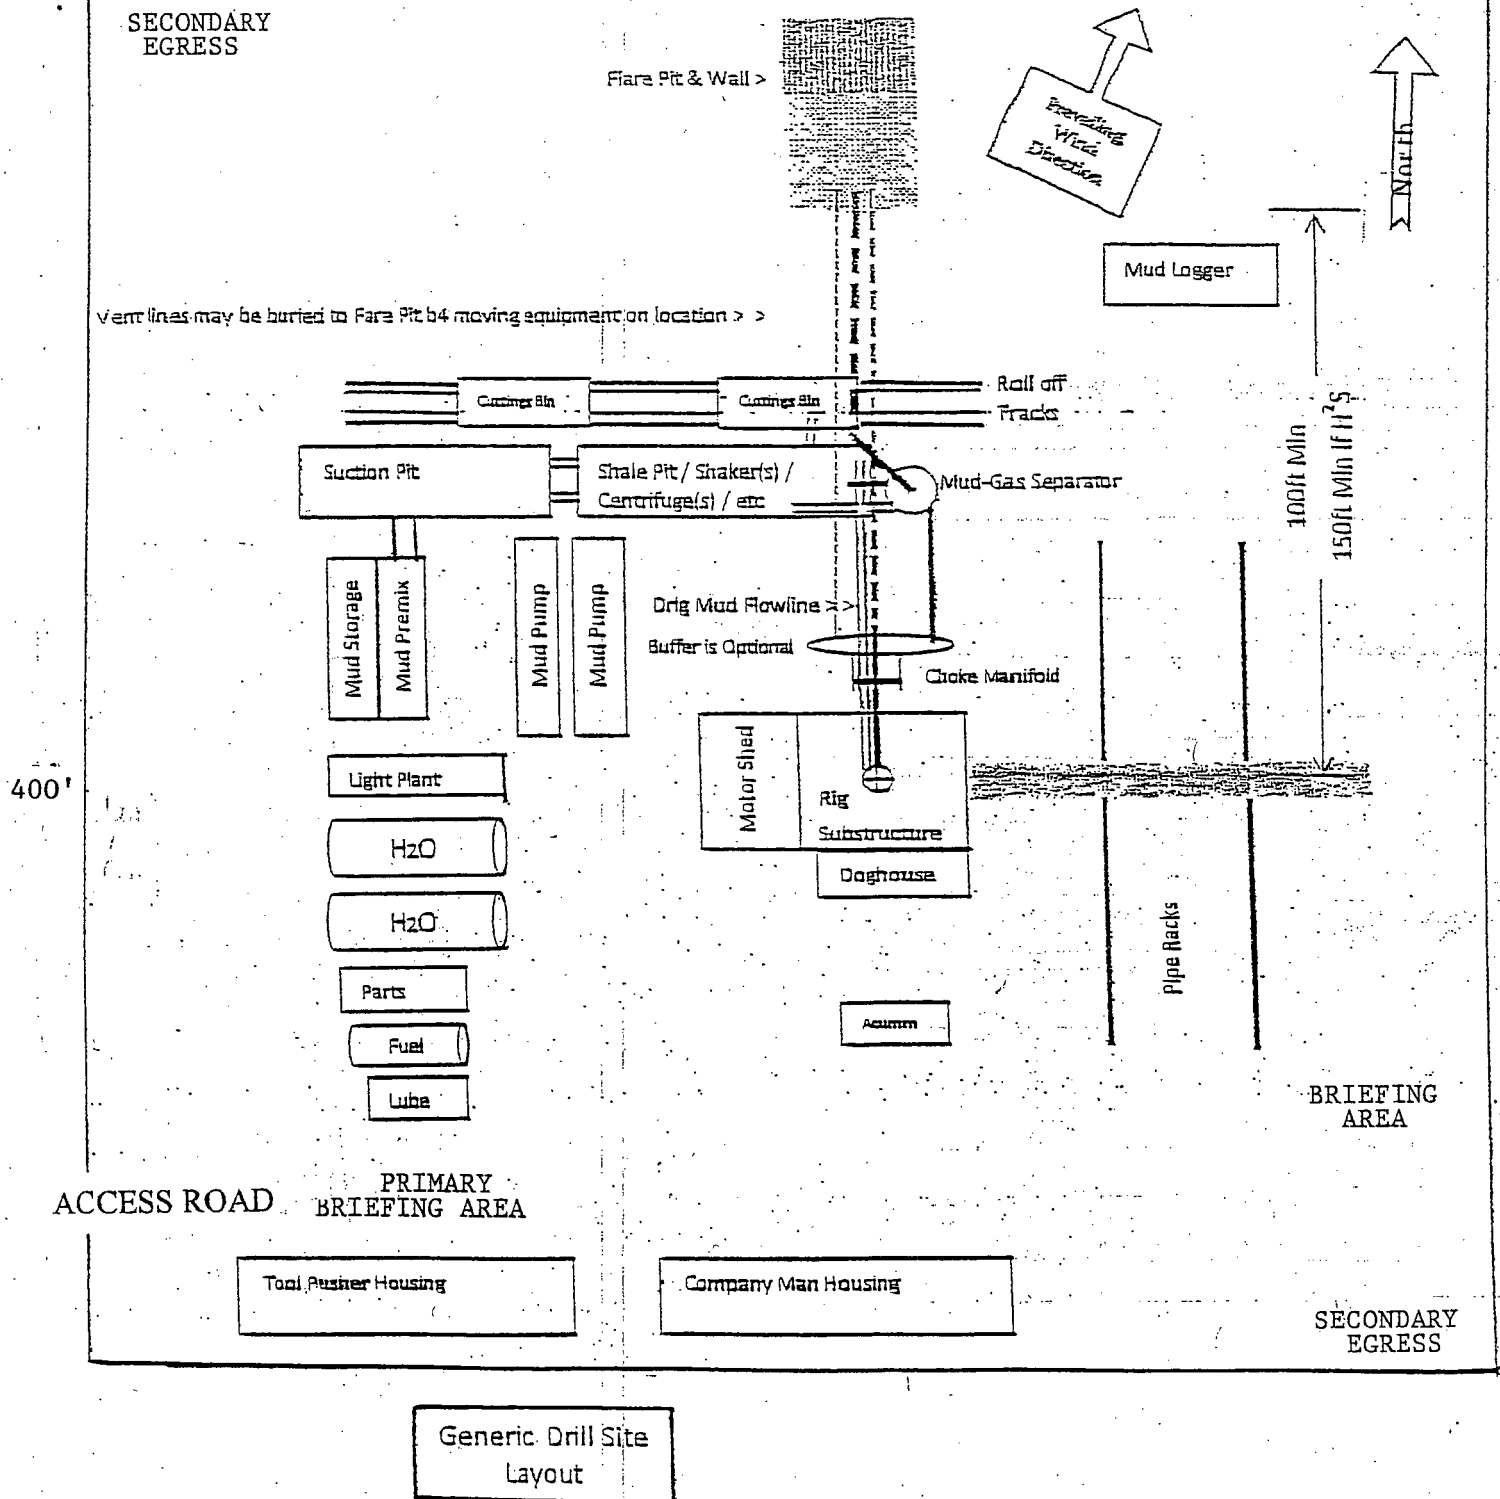 SECONDARY
EGRESS
Flare Pit & Wall >
Prevailing
Wind
Direction
North
Mud Logger
Vent lines may be buried to Fare Pit b4 moving equipment on location > >
Cuttings Bin
Cuttings Bin
Roll off
Tracks
Suction Pit
Shale Pit / Shaker(s) /
Centrifuge(s) / etc
Mud-Gas Separator
100ft Min
150ft Min If H²S
Mud Storage
Mud Premix
Mud Pump
Mud Pump
Drlg Mud Flowline > >
Buffer is Optional
Choke Manifold
Motor Shed
Rig
Substructure
Doghouse
400'
Light Plant
H2O
H2O
Parts
Fuel
Lube
Acumm
Pipe Racks
BRIEFING
AREA
ACCESS ROAD
PRIMARY
BRIEFING AREA
Tool Pusher Housing
Company Man Housing
SECONDARY
EGRESS
Generic Drill Site
Layout